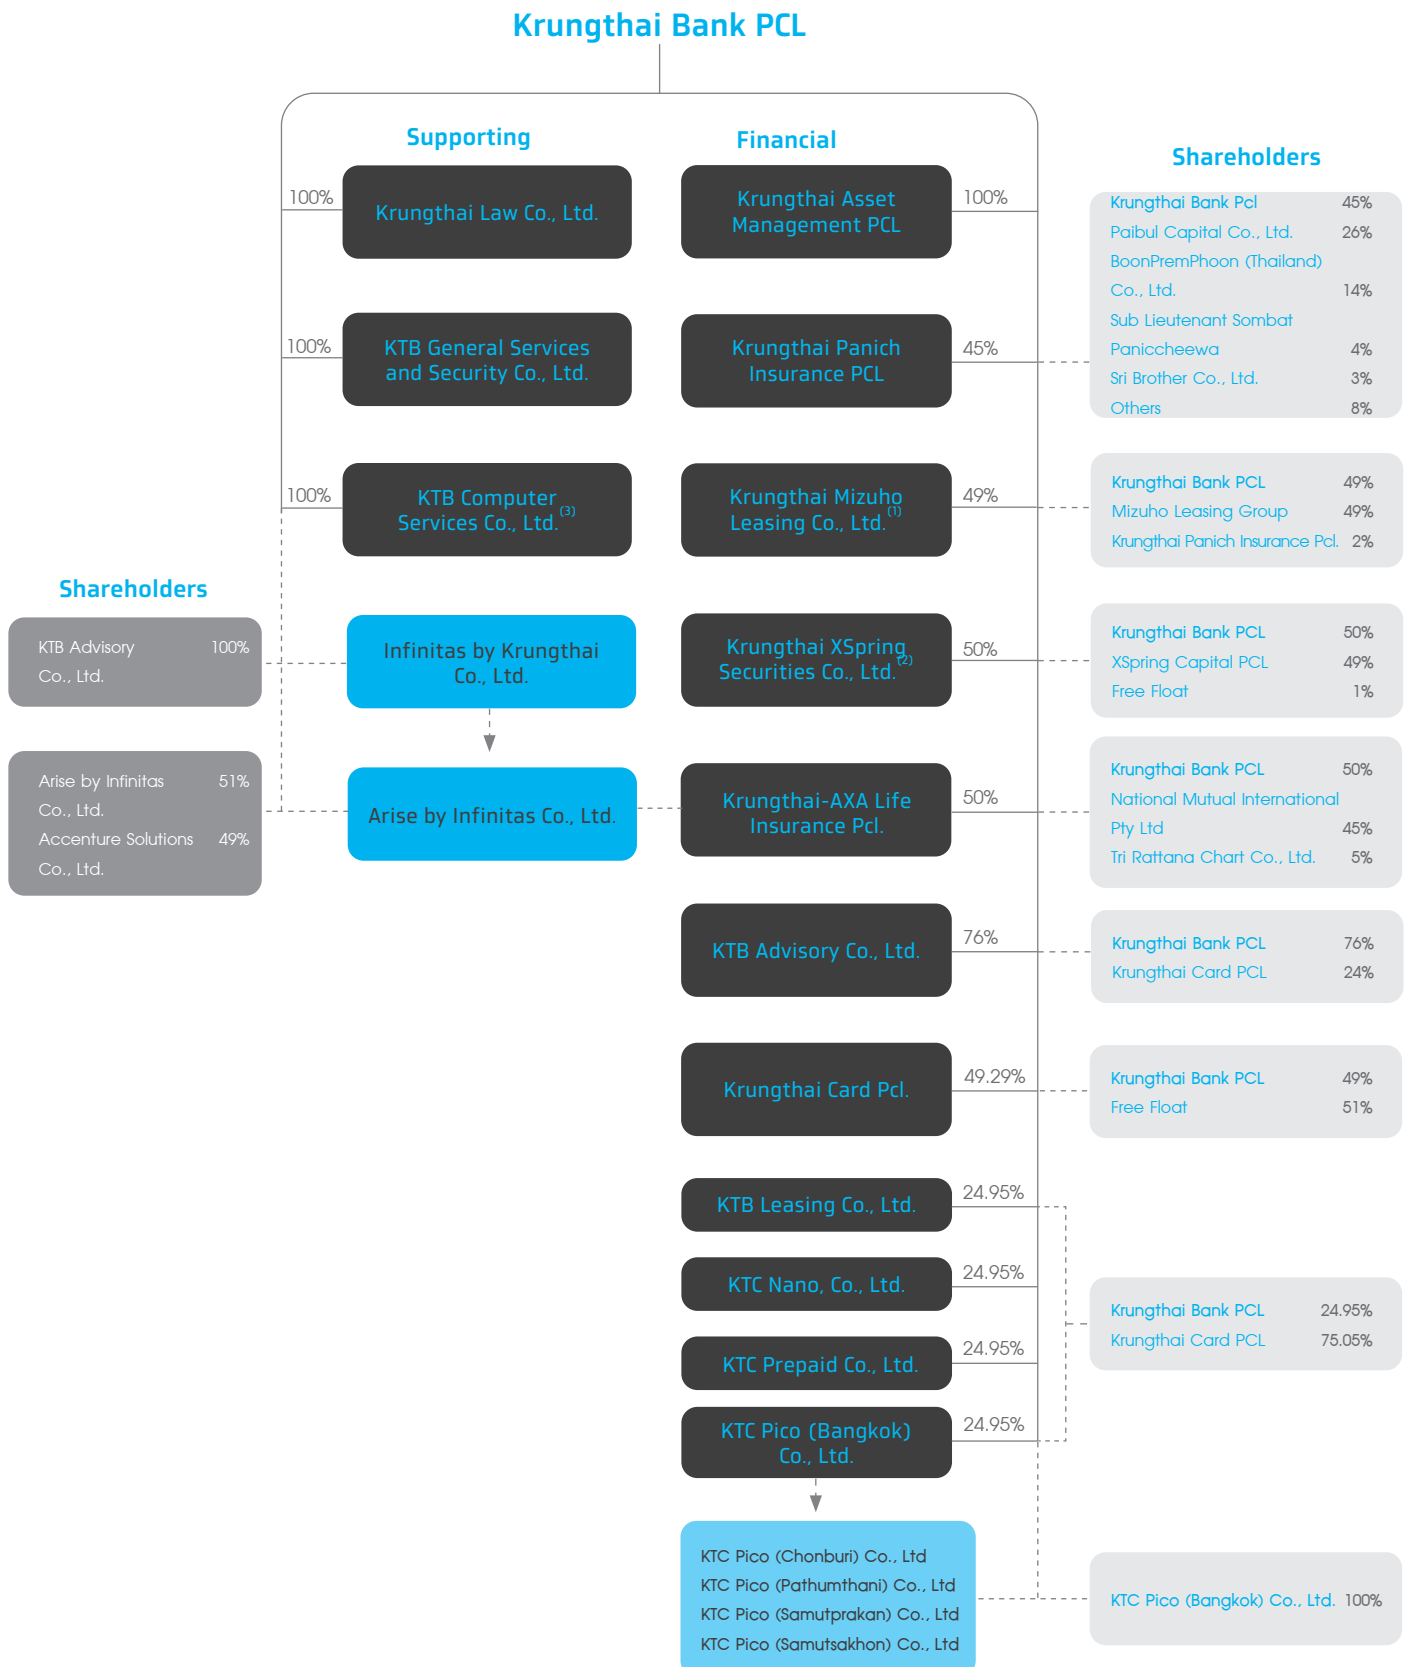 Krungthai Bank PCL
Supporting
100%
Krungthai Law Co., Ltd.
100%
KTB General Services
and Security Co., Ltd.
100%
KTB Computer
Services Co., Ltd.(3)
Shareholders
KTB Advisory 100%
Co., Ltd.
Infinitas by Krungthai
Co., Ltd.
Arise by Infinitas 51%
Co., Ltd.
Accenture Solutions 49%
Co., Ltd.
Arise by Infinitas Co., Ltd.
Financial
Krungthai Asset
Management PCL
100%
Krungthai Panich
Insurance PCL
45%
Krungthai Mizuho
Leasing Co., Ltd.(1)
49%
Krungthai XSpring
Securities Co., Ltd.(2)
50%
Krungthai-AXA Life
Insurance Pcl.
50%
KTB Advisory Co., Ltd.
76%
Krungthai Card Pcl.
49.29%
KTB Leasing Co., Ltd.
24.95%
KTC Nano, Co., Ltd.
24.95%
KTC Prepaid Co., Ltd.
24.95%
KTC Pico (Bangkok)
Co., Ltd.
24.95%
KTC Pico (Chonburi) Co., Ltd
KTC Pico (Pathumthani) Co., Ltd
KTC Pico (Samutprakan) Co., Ltd
KTC Pico (Samutsakhon) Co., Ltd
Shareholders
Krungthai Bank Pcl 45%
Paibul Capital Co., Ltd. 26%
BoonPremPhoon (Thailand)
Co., Ltd. 14%
Sub Lieutenant Sombat
Paniccheewa 4%
Sri Brother Co., Ltd. 3%
Others 8%
Krungthai Bank PCL 49%
Mizuho Leasing Group 49%
Krungthai Panich Insurance Pcl. 2%
Krungthai Bank PCL 50%
XSpring Capital PCL 49%
Free Float 1%
Krungthai Bank PCL 50%
National Mutual International
Pty Ltd 45%
Tri Rattana Chart Co., Ltd. 5%
Krungthai Bank PCL 76%
Krungthai Card PCL 24%
Krungthai Bank PCL 49%
Free Float 51%
Krungthai Bank PCL 24.95%
Krungthai Card PCL 75.05%
KTC Pico (Bangkok) Co., Ltd. 100%